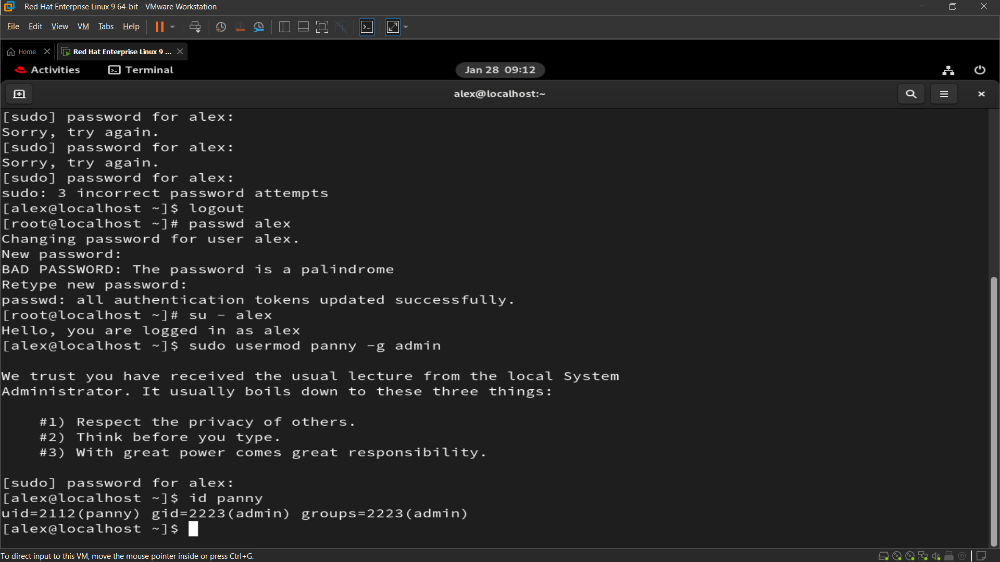 Red Hat Enterprise Linux 9 64-bit - VMware Workstation
File Edit View VM Tabs Help
Home
Red Hat Enterprise Linux 9 ...
Activities Terminal Jan 28 09:12
alex@localhost:~
[sudo] password for alex:
Sorry, try again.
[sudo] password for alex:
Sorry, try again.
[sudo] password for alex:
sudo: 3 incorrect password attempts
[alex@localhost ~]$ logout
[root@localhost ~]# passwd alex
Changing password for user alex.
New password:
BAD PASSWORD: The password is a palindrome
Retype new password:
passwd: all authentication tokens updated successfully.
[root@localhost ~]# su - alex
Hello, you are logged in as alex
[alex@localhost ~]$ sudo usermod panny -g admin
We trust you have received the usual lecture from the local System
Administrator. It usually boils down to these three things:
#1) Respect the privacy of others.
#2) Think before you type.
#3) With great power comes great responsibility.
[sudo] password for alex:
[alex@localhost ~]$ id panny
uid=2112(panny) gid=2223(admin) groups=2223(admin)
[alex@localhost ~]$
To direct input to this VM, move the mouse pointer inside or press Ctrl+G.